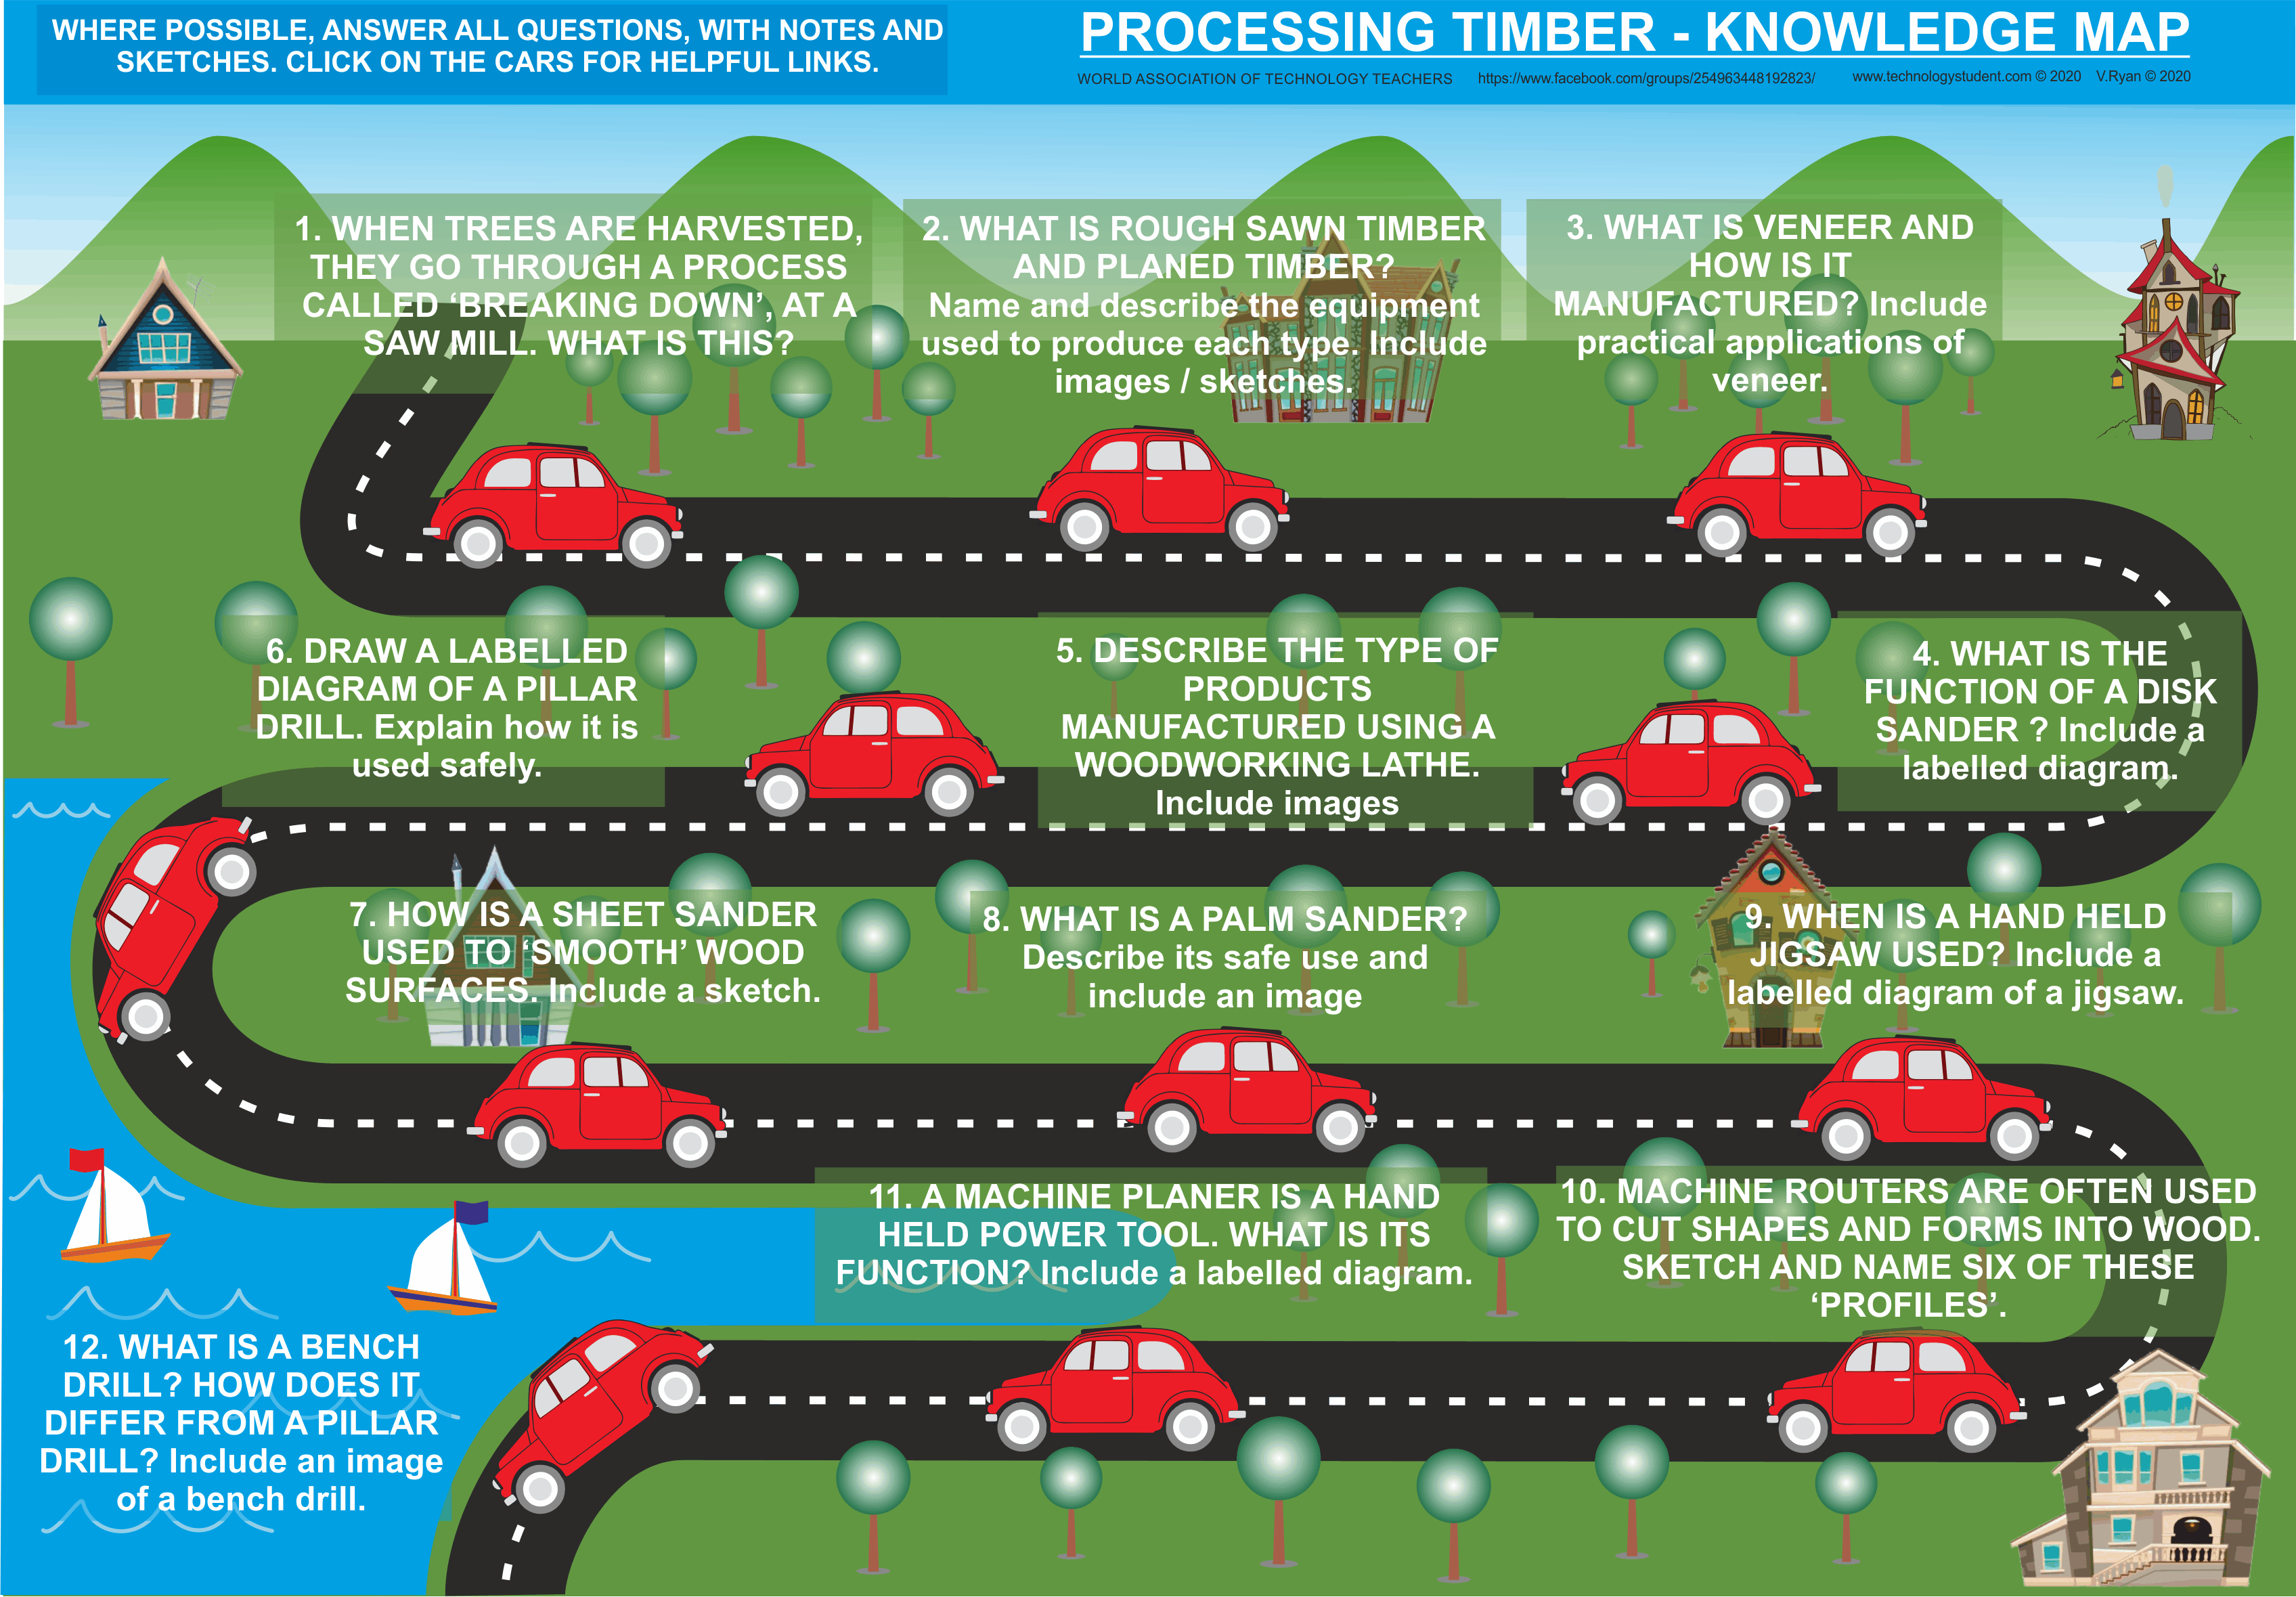 WHERE POSSIBLE, ANSWER ALL QUESTIONS, WITH NOTES AND
SKETCHES. CLICK ON THE CARS FOR HELPFUL LINKS.
PROCESSING TIMBER - KNOWLEDGE MAP
WORLD ASSOCIATION OF TECHNOLOGY TEACHERS https://www.facebook.com/groups/254963448192823/ www.technologystudent.com © 2020 V.Ryan © 2020
1. WHEN TREES ARE HARVESTED,
THEY GO THROUGH A PROCESS
CALLED ‘BREAKING DOWN’, AT A
SAW MILL. WHAT IS THIS?
2. WHAT IS ROUGH SAWN TIMBER
AND PLANED TIMBER?
Name and describe the equipment
used to produce each type. Include
images / sketches.
3. WHAT IS VENEER AND
HOW IS IT
MANUFACTURED? Include
practical applications of
veneer.
4. WHAT IS THE
FUNCTION OF A DISK
SANDER ? Include a
labelled diagram.
5. DESCRIBE THE TYPE OF
PRODUCTS
MANUFACTURED USING A
WOODWORKING LATHE.
Include images
6. DRAW A LABELLED
DIAGRAM OF A PILLAR
DRILL. Explain how it is
used safely.
7. HOW IS A SHEET SANDER
USED TO ‘SMOOTH’ WOOD
SURFACES. Include a sketch.
8. WHAT IS A PALM SANDER?
Describe its safe use and
include an image
9. WHEN IS A HAND HELD
JIGSAW USED? Include a
labelled diagram of a jigsaw.
10. MACHINE ROUTERS ARE OFTEN USED
TO CUT SHAPES AND FORMS INTO WOOD.
SKETCH AND NAME SIX OF THESE
‘PROFILES’.
11. A MACHINE PLANER IS A HAND
HELD POWER TOOL. WHAT IS ITS
FUNCTION? Include a labelled diagram.
12. WHAT IS A BENCH
DRILL? HOW DOES IT
DIFFER FROM A PILLAR
DRILL? Include an image
of a bench drill.